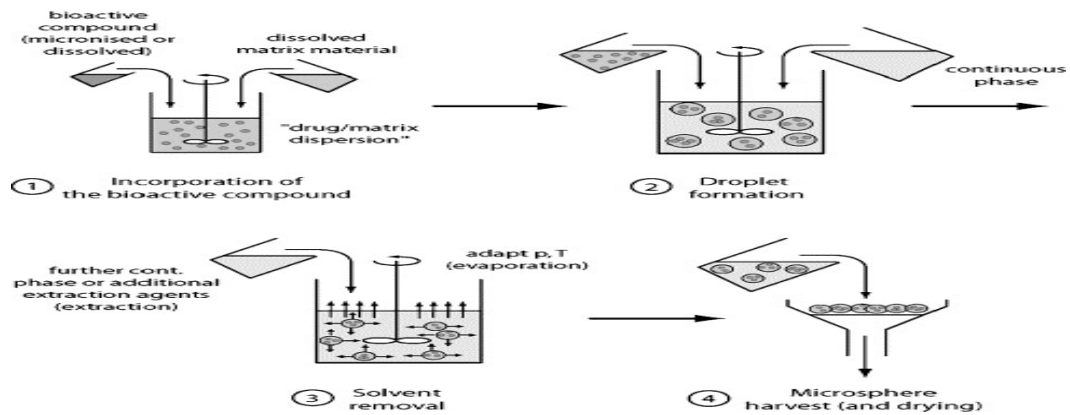 bioactive
compound
(micronised or
dissolved)
dissolved
matrix material
"drug/matrix
dispersion"
1 Incorporation of
the bioactive compound
continuous
phase
2 Droplet
formation
further cont.
phase or additional
extraction agents
(extraction)
adapt p, T
(evaporation)
3 Solvent
removal
4 Microsphere
harvest (and drying)